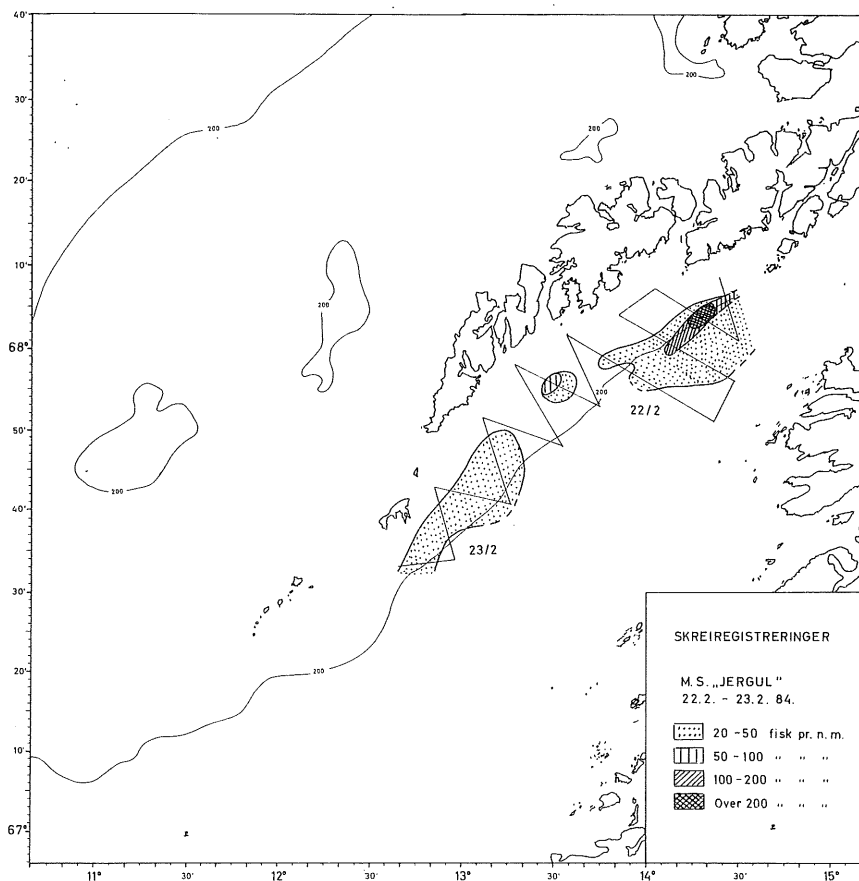 40'
200
200
30'
200
20'
10'
200
68°
200
22/2
50'
200
40'
23/2
30'
SKREIREGISTRERINGER
20'
200
M.S. „JERGUL"
22.2. - 23.2. 84.
20 -50 fisk pr. n. m.
10'
50 -100 " " "
100 - 200 " " "
Over 200 " " "
67°
11° 30' 12° 30' 13° 30' 14° 30' 15°